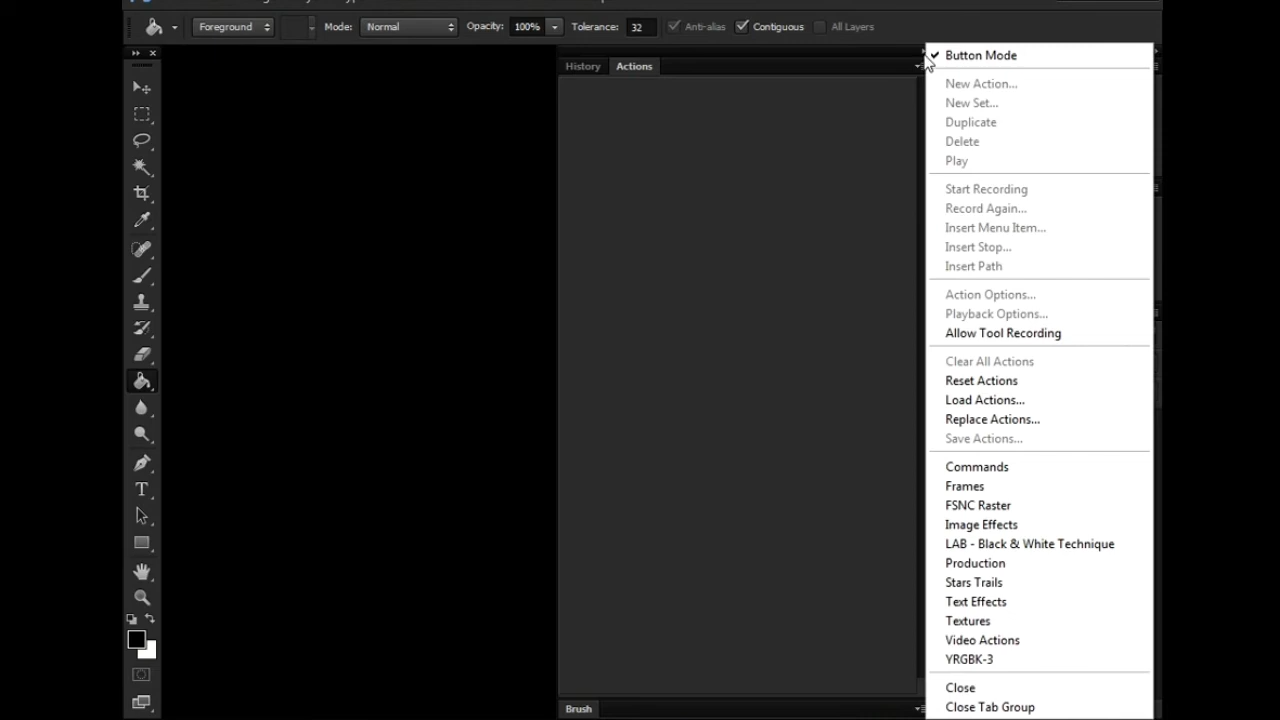 Foreground Mode: Normal Opacity: 100% Tolerance: 32 Anti-alias Contiguous All Layers
History Actions
Button Mode
New Action...
New Set...
Duplicate
Delete
Play
Start Recording
Record Again...
Insert Menu Item...
Insert Stop...
Insert Path
Action Options...
Playback Options...
Allow Tool Recording
Clear All Actions
Reset Actions
Load Actions...
Replace Actions...
Save Actions...
Commands
Frames
FSNC Raster
Image Effects
LAB - Black & White Technique
Production
Stars Trails
Text Effects
Textures
Video Actions
YRGBK-3
Close
Close Tab Group
Brush